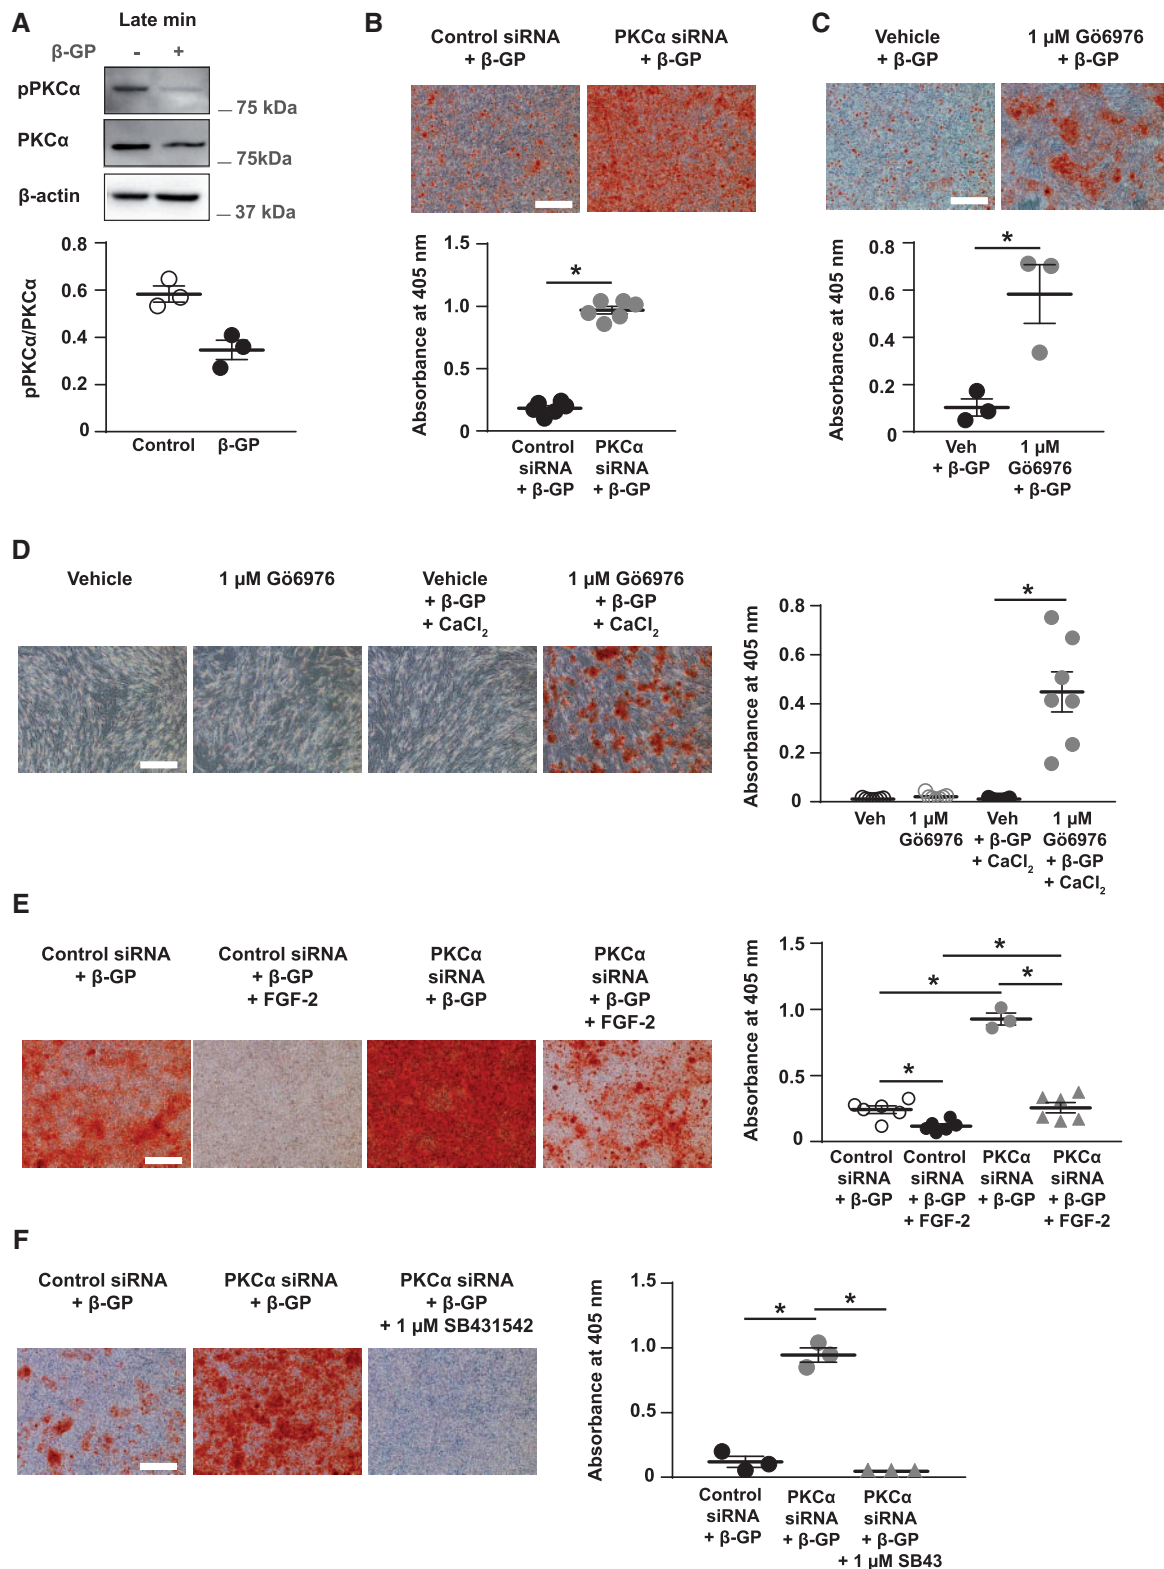 A
Late min
β-GP - +
pPKCα
75 kDa
PKCα
75kDa
β-actin
37 kDa
pPKCα/PKCα
0.8
0.6
0.4
0.2
0
Control β-GP
B
Control siRNA
+ β-GP
PKCα siRNA
+ β-GP
Absorbance at 405 nm
1.5
1.0
0.5
0
*
Control
siRNA
+ β-GP
PKCα
siRNA
+ β-GP
C
Vehicle
+ β-GP
1 µM Gö6976
+ β-GP
Absorbance at 405 nm
0.8
0.6
0.4
0.2
0
*
Veh
+ β-GP
1 µM
Gö6976
+ β-GP
D
Vehicle
1 µM Gö6976
Vehicle
+ β-GP
+ CaCl2
1 µM Gö6976
+ β-GP
+ CaCl2
Absorbance at 405 nm
0.8
0.6
0.4
0.2
0
*
Veh
1 µM
Gö6976
Veh
+ β-GP
+ CaCl2
1 µM
Gö6976
+ β-GP
+ CaCl2
E
Control siRNA
+ β-GP
Control siRNA
+ β-GP
+ FGF-2
PKCα
siRNA
+ β-GP
PKCα
siRNA
+ β-GP
+ FGF-2
Absorbance at 405 nm
1.5
1.0
0.5
0
*
*
*
*
Control
siRNA
+ β-GP
Control
siRNA
+ β-GP
+ FGF-2
PKCα
siRNA
+ β-GP
PKCα
siRNA
+ β-GP
+ FGF-2
F
Control siRNA
+ β-GP
PKCα siRNA
+ β-GP
PKCα siRNA
+ β-GP
+ 1 µM SB431542
Absorbance at 405 nm
1.5
1.0
0.5
0
*
*
Control
siRNA
+ β-GP
PKCα
siRNA
+ β-GP
PKCα
siRNA
+ β-GP
+ 1 µM SB43